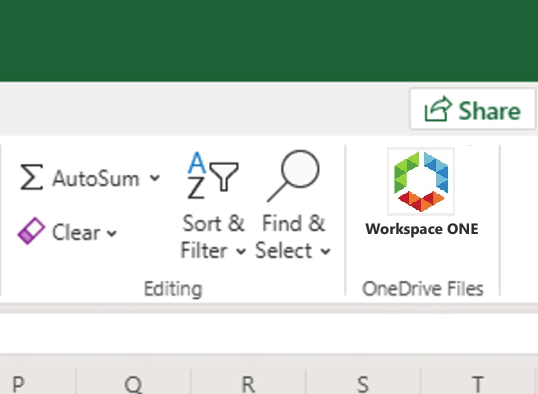 Share
AutoSum
Clear
Sort &
Filter
Find &
Select
Editing
Workspace ONE
OneDrive Files
P Q R S T